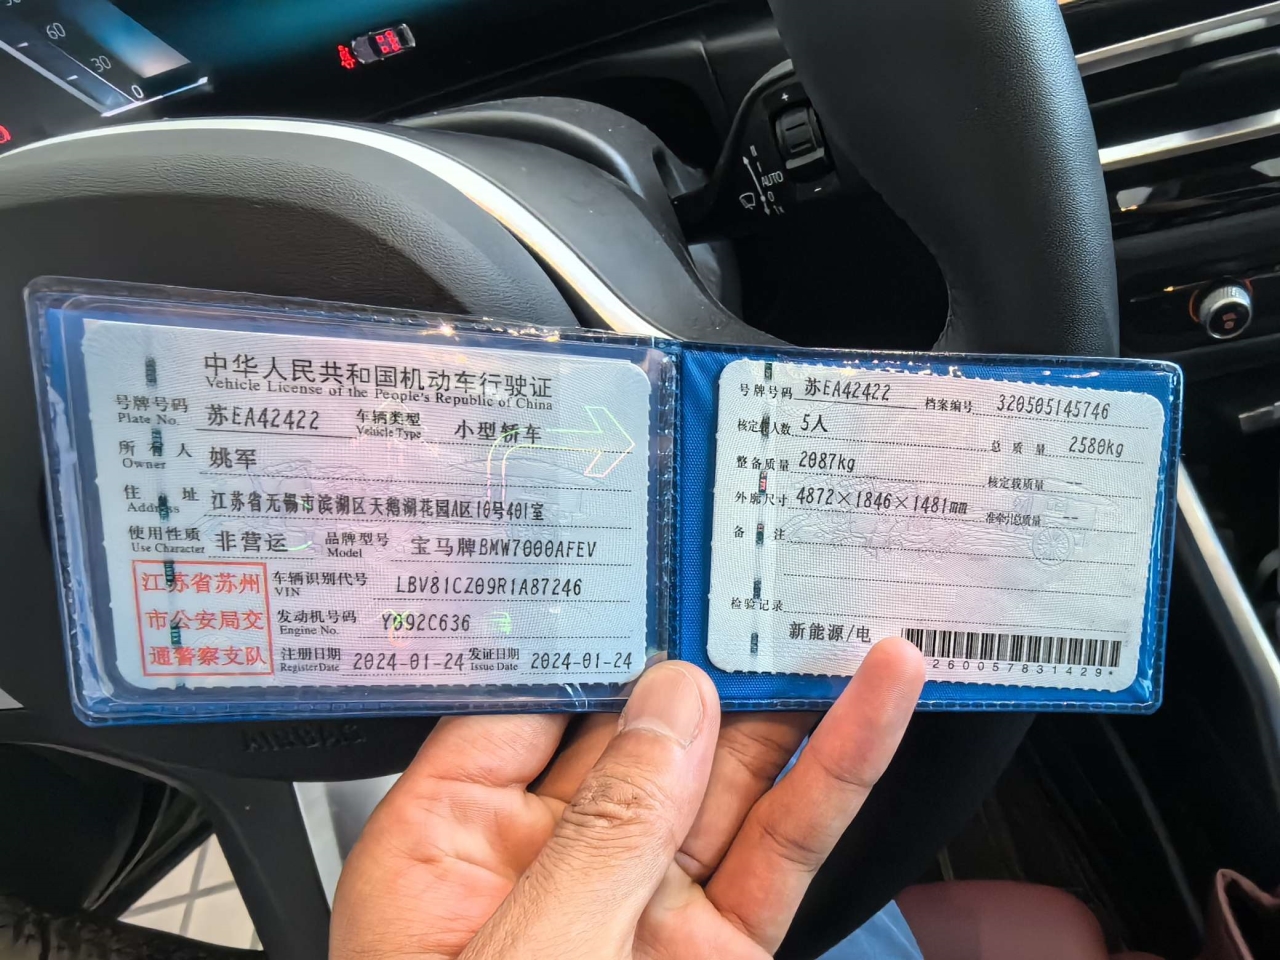 60
30
0
AUTO
0
1x
中华人民共和国机动车行驶证
Vehicle License of the People's Republic of China
号牌号码 苏EA42422 车辆类型 小型轿车
Plate No. Vehicle Type
所有人 姚军
Owner
住址 江苏省无锡市滨湖区天鹅湖花园A区10号401室
Address
使用性质 非营运 品牌型号 宝马牌BMW7000AFEV
Use Character Model
江苏省苏州
市公安局交
通警察支队
车辆识别代号 LBV81CZ09R1A87246
VIN
发动机号码 Y092C636
Engine No.
注册日期 2024-01-24 发证日期 2024-01-24
Register Date Issue Date
号牌号码 苏EA42422 档案编号 320505145746
核定载人数 5人 总质量 2580kg
整备质量 2087kg 核定载质量 --
外廓尺寸 4872×1846×1481mm 准牵引总质量 --
备注
检验记录
新能源/电
260057831429*
AIRBAG